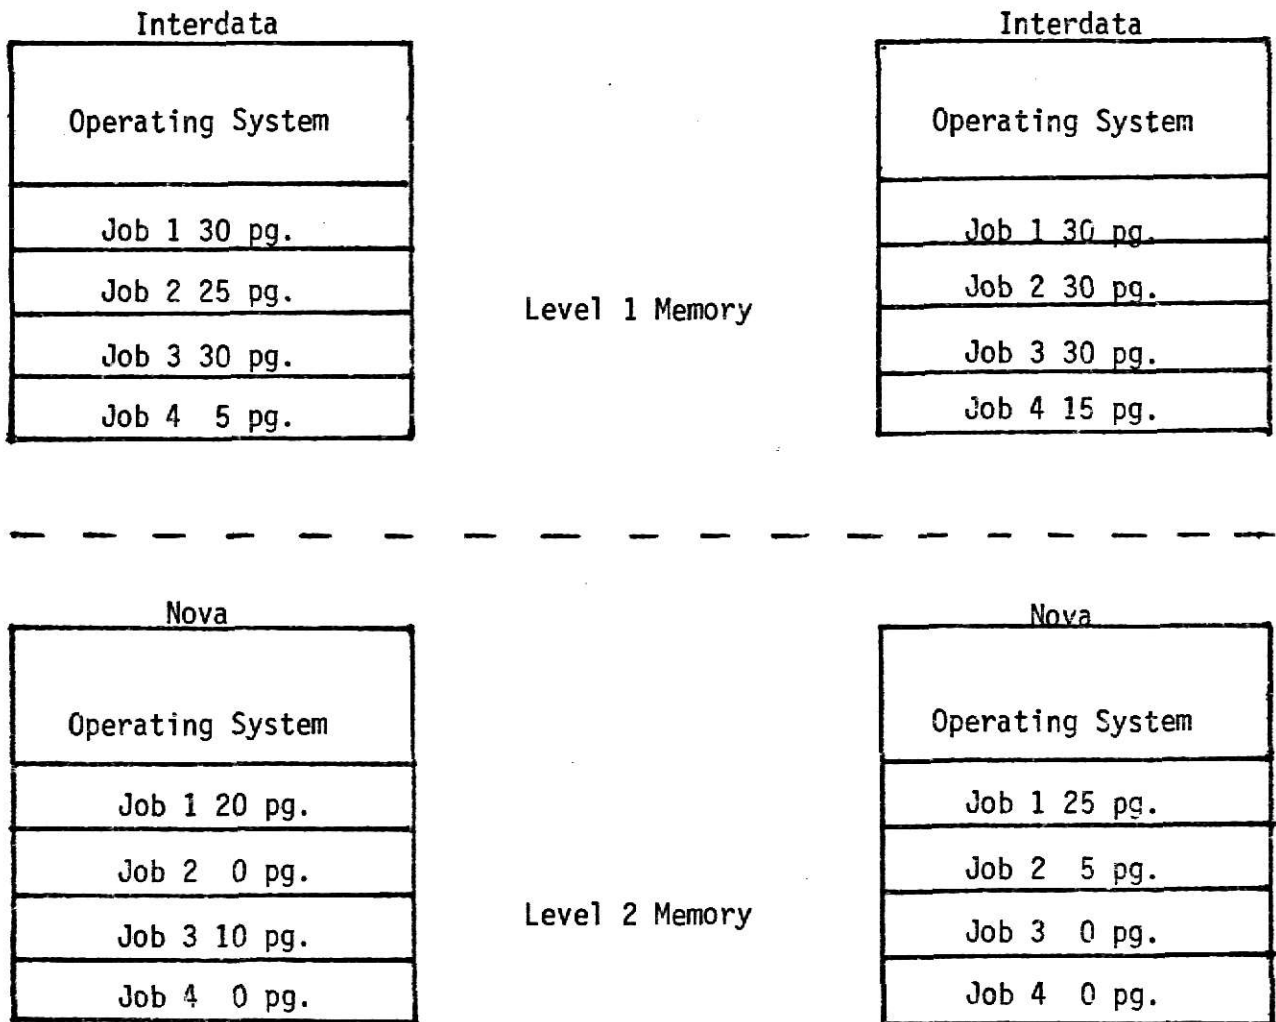 Interdata
Operating System
Job 1 30 pg.
Job 2 25 pg.
Job 3 30 pg.
Job 4 5 pg.
Level 1 Memory
Interdata
Operating System
Job 1 30 pg.
Job 2 30 pg.
Job 3 30 pg.
Job 4 15 pg.
Nova
Operating System
Job 1 20 pg.
Job 2 0 pg.
Job 3 10 pg.
Job 4 0 pg.
Level 2 Memory
Nova
Operating System
Job 1 25 pg.
Job 2 5 pg.
Job 3 0 pg.
Job 4 0 pg.